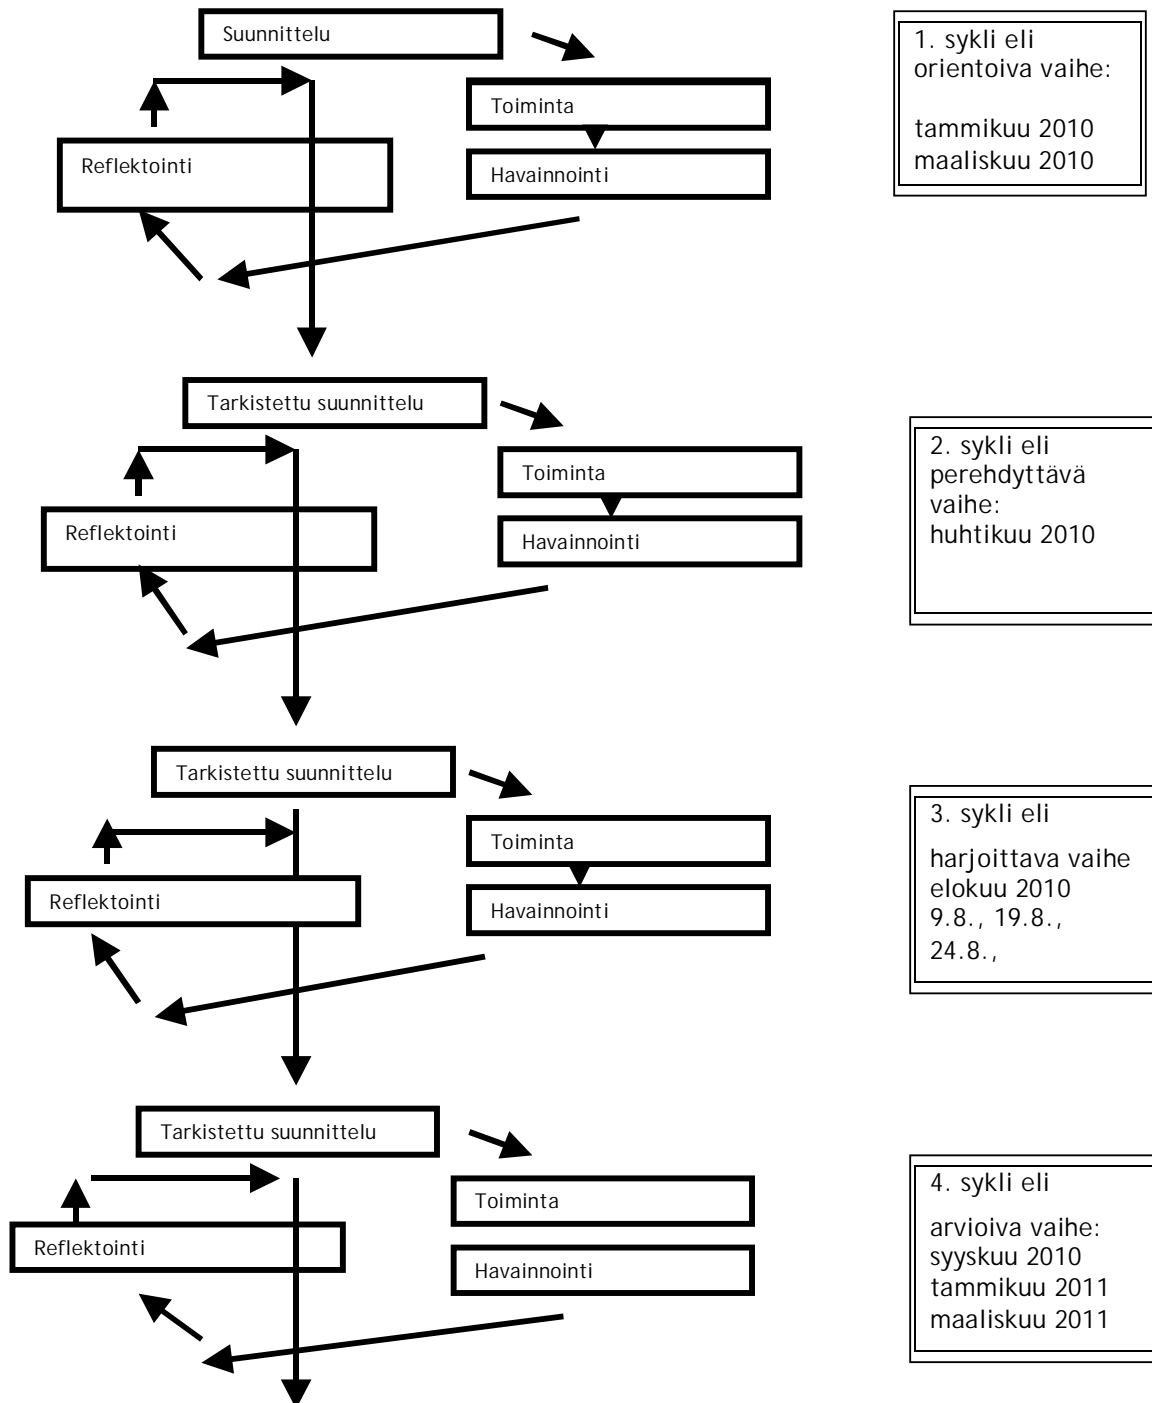 Suunnittelu
Toiminta
Havainnointi
Reflektointi
1. sykli eli
orientoiva vaihe:
tammikuu 2010
maaliskuu 2010
Tarkistettu suunnittelu
Toiminta
Havainnointi
Reflektointi
2. sykli eli
perehdyttävä
vaihe:
huhtikuu 2010
Tarkistettu suunnittelu
Toiminta
Havainnointi
Reflektointi
3. sykli eli
harjoittava vaihe
elokuu 2010
9.8., 19.8.,
24.8.,
Tarkistettu suunnittelu
Toiminta
Havainnointi
Reflektointi
4. sykli eli
arvioiva vaihe:
syyskuu 2010
tammikuu 2011
maaliskuu 2011